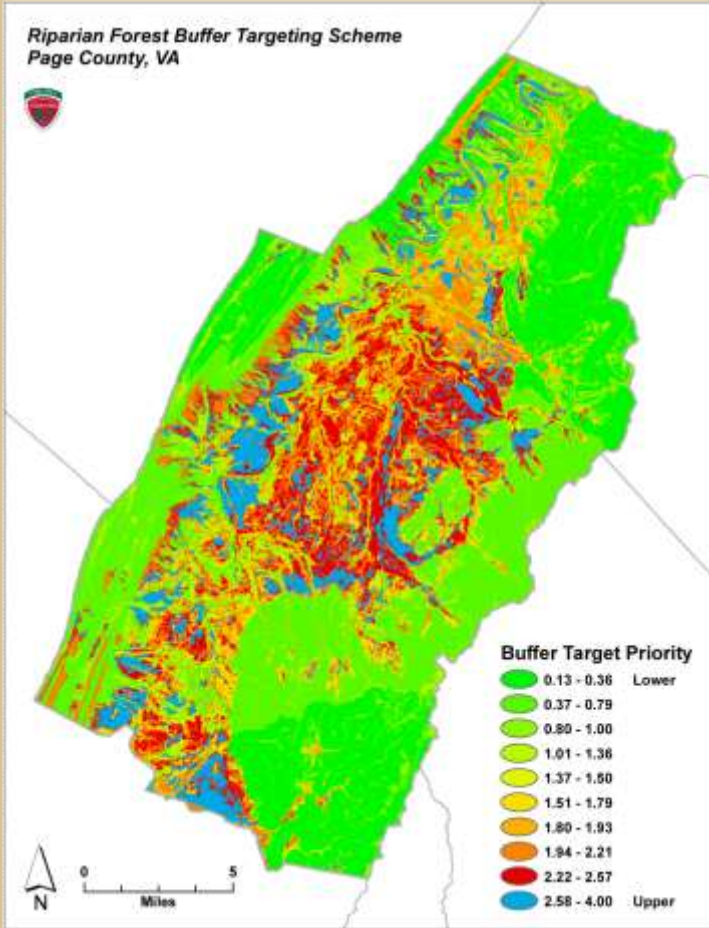 Riparian Forest Buffer Targeting Scheme
Page County, VA
Buffer Target Priority
0.13 - 0.36 Lower
0.37 - 0.79
0.80 - 1.00
1.01 - 1.36
1.37 - 1.50
1.51 - 1.79
1.80 - 1.93
1.94 - 2.21
2.22 - 2.57
2.58 - 4.00 Upper
0 5
Miles
N